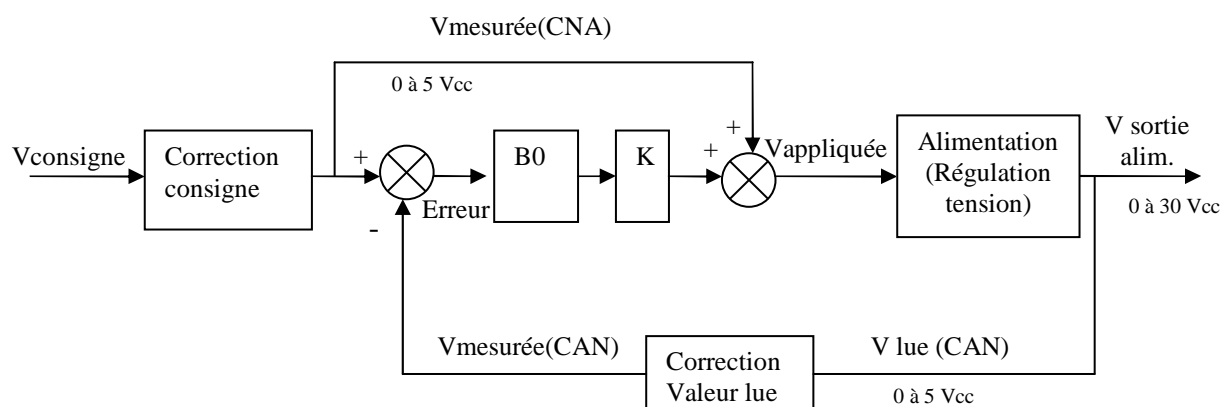 Vmesurée(CNA)
0 à 5 Vcc
Vconsigne
Correction
consigne
+
-
Erreur
B0
K
+
+
Vappliquée
Alimentation
(Régulation
tension)
V sortie
alim.
0 à 30 Vcc
Vmesurée(CAN)
Correction
Valeur lue
V lue (CAN)
0 à 5 Vcc